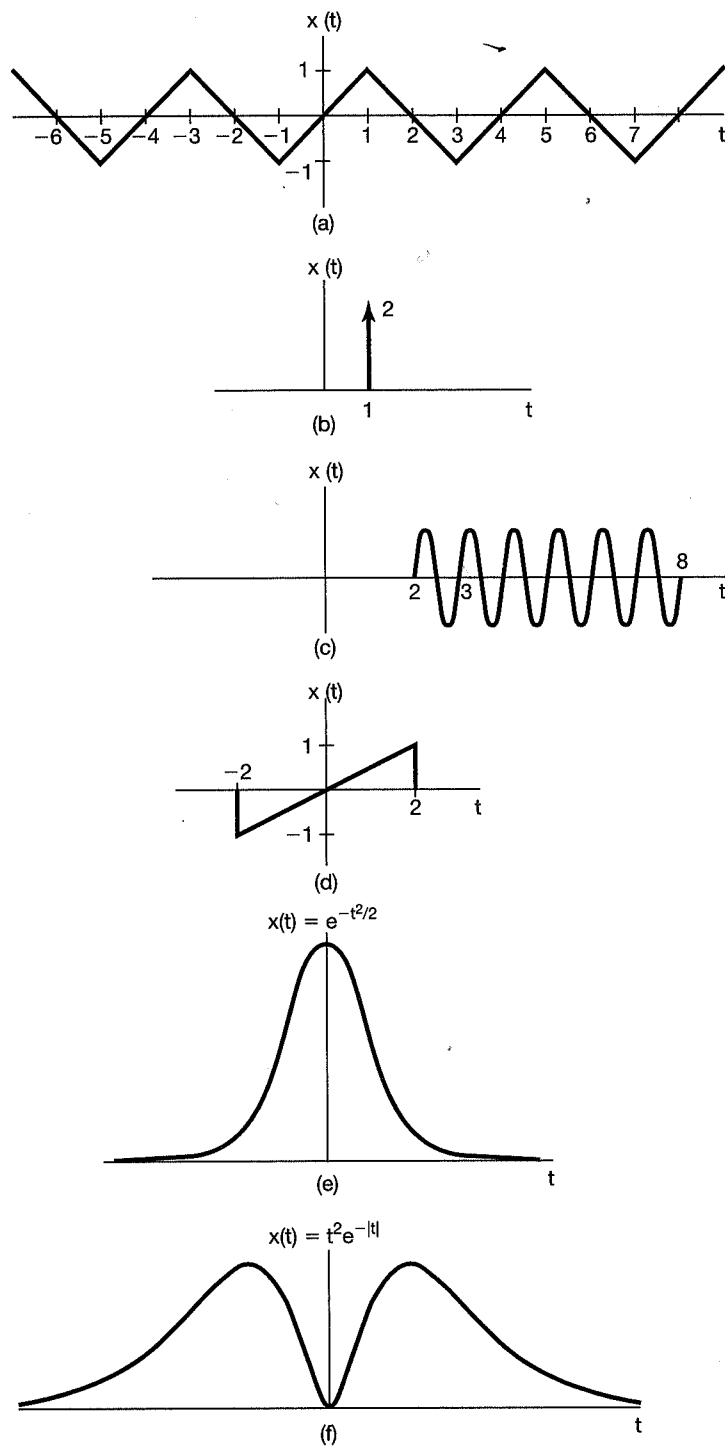 x (t)
1
−6 −5 −4 −3 −2 −1 0 1 2 3 4 5 6 7 t
−1
(a)
x (t)
2
1 t
(b)
x (t)
8
2 3 t
(c)
x (t)
1
−2
2 t
−1
(d)
x(t) = e^{−t²/2}
t
(e)
x(t) = t²e^{−|t|}
t
(f)